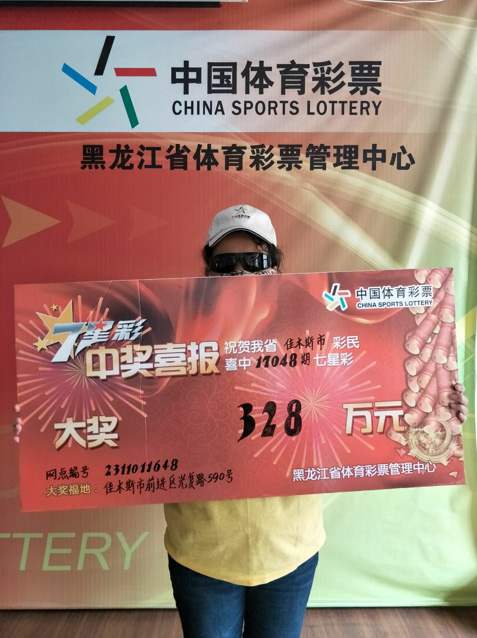 中国体育彩票
CHINA SPORTS LOTTERY
黑龙江省体育彩票管理中心
中国体育彩票
CHINA SPORTS LOTTERY
7星彩
中奖喜报
祝贺我省 佳木斯市 彩民
喜中 17048 期 七星彩
大奖 328 万元
网点编号 2311011648
大奖福地: 佳木斯市前进区光复路590号
黑龙江省体育彩票管理中心
TTERY